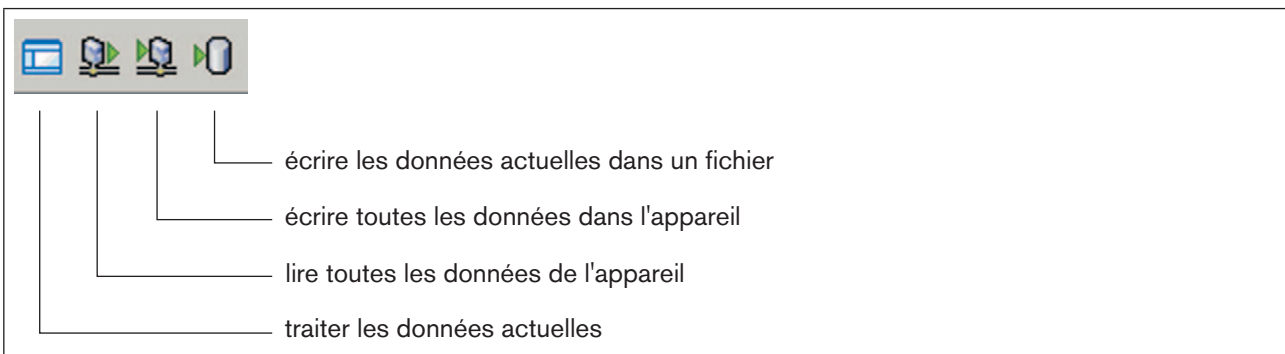 écrire les données actuelles dans un fichier
écrire toutes les données dans l'appareil
lire toutes les données de l'appareil
traiter les données actuelles